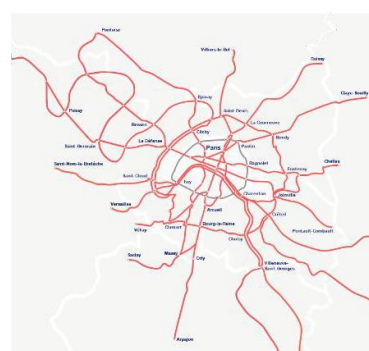 Pontoise
Villiers-le-Bel
Roissy
Claye-Souilly
Poissy
Epinay
Saint-Denis
La Courneuve
Bezons
Clichy
Bondy
Saint-Germain
La Défense
Paris
Pantin
Saint-Nom-la-Bretèche
Bagnolet
Chelles
Saint-Cloud
Issy
Fontenay
Versailles
Charenton
Joinville
Arcueil
Créteil
Vélizy
Clamart
Bourg-la-Reine
Pontault-Combault
Choisy
Saclay
Massy
Orly
Villeneuve-
Saint-Georges
Arpajon